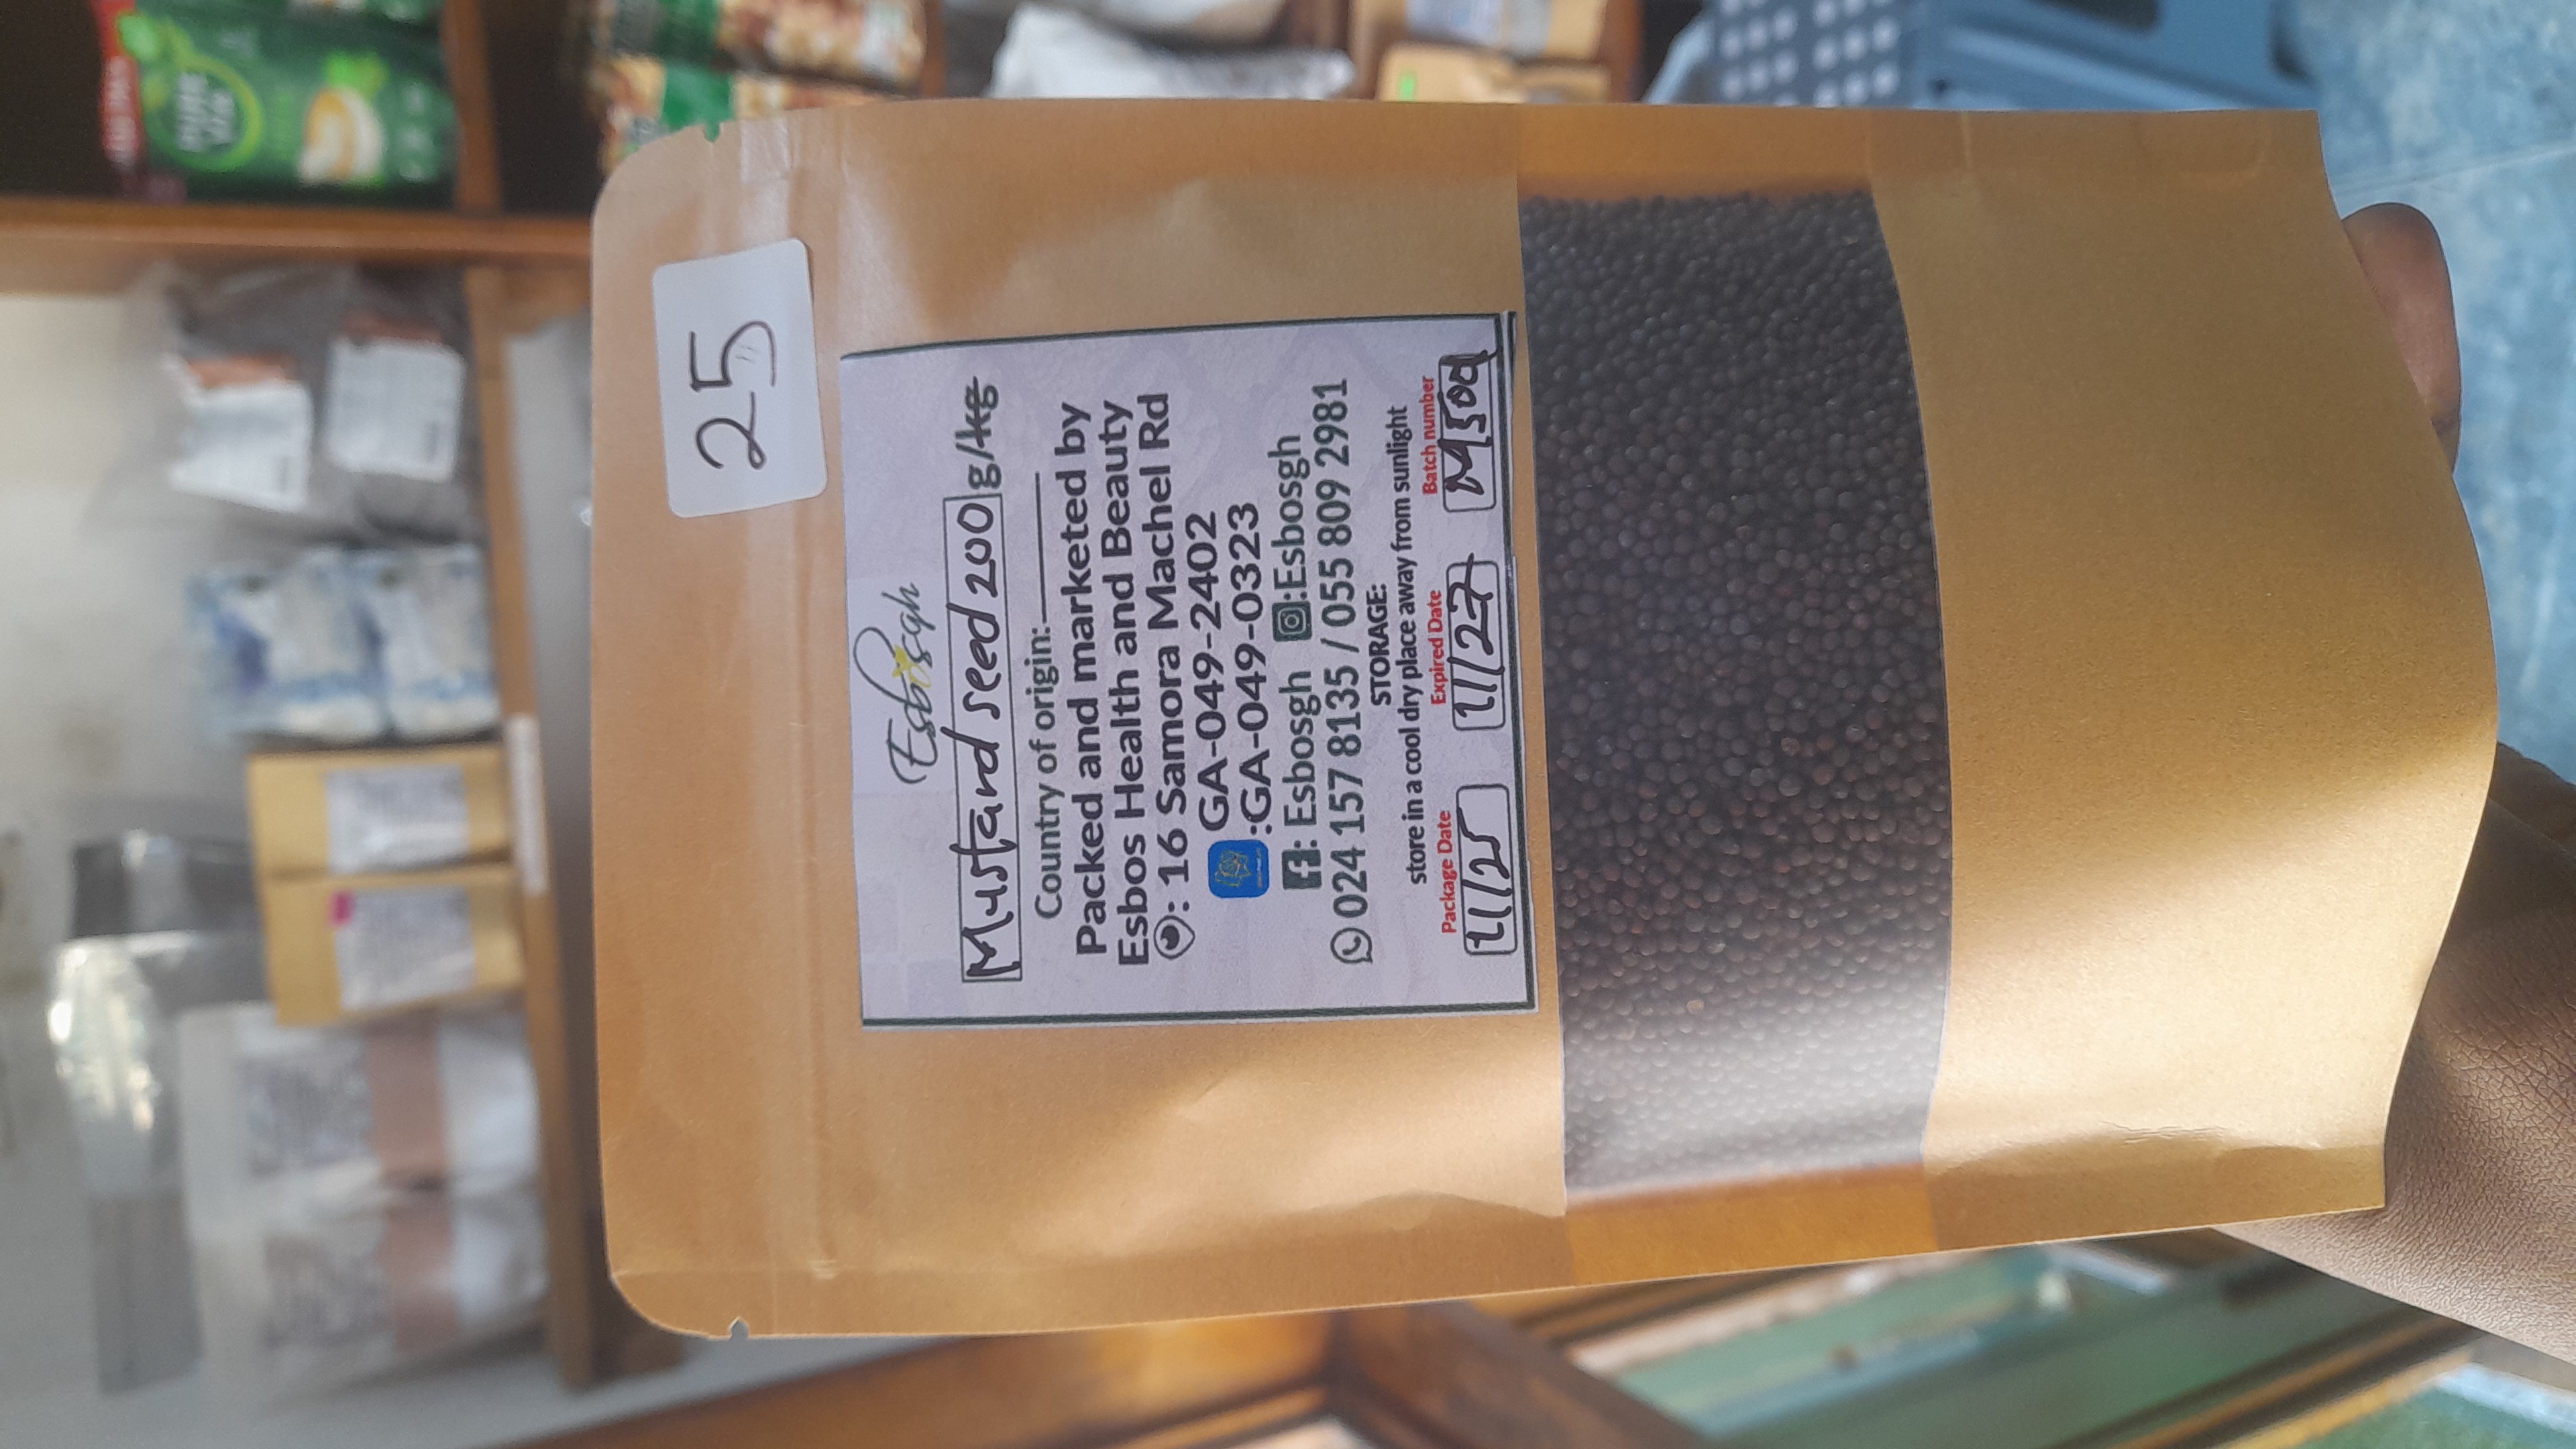 25
Esbosgh
Mustard seed 200 g/kg
Country of origin:
Packed and marketed by
Esbos Health and Beauty
: 16 Samora Machel Rd
GA-049-2402
:GA-049-0323
f: Esbosgh :Esbosgh
024 157 8135 / 055 809 2981
STORAGE:
store in a cool dry place away from sunlight
Package Date Expired Date Batch number
11/25 11/27